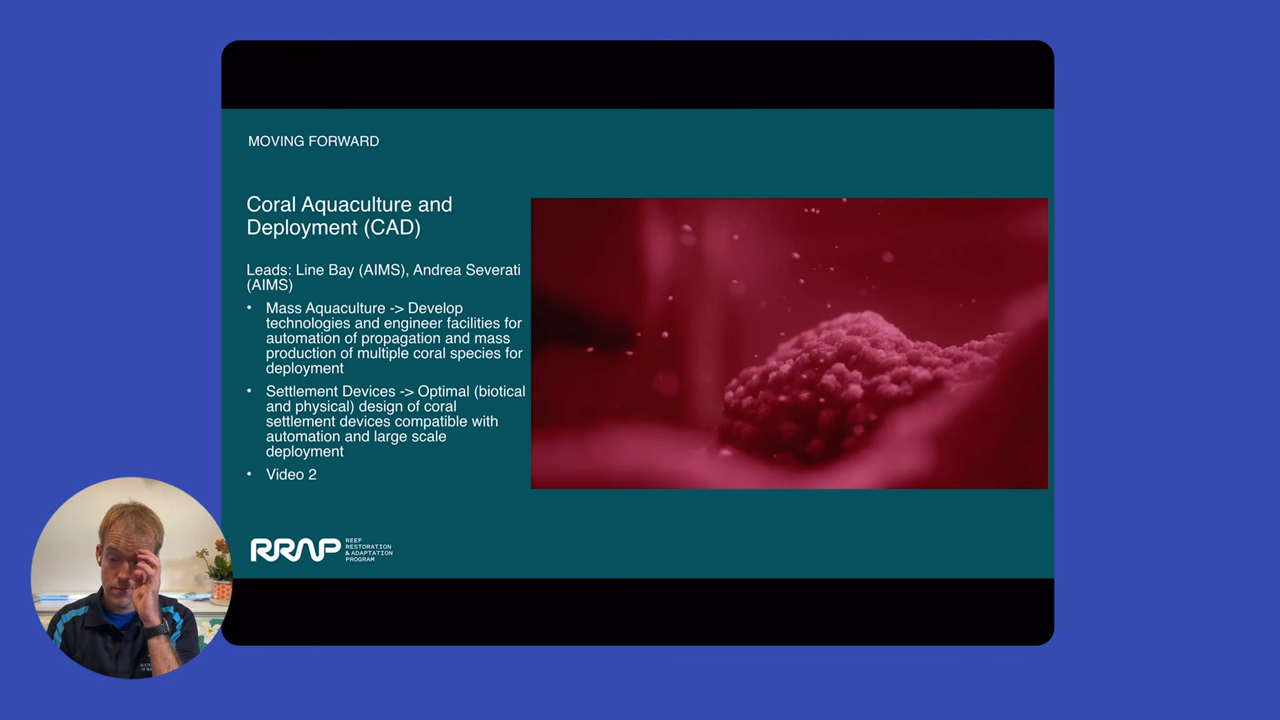 MOVING FORWARD
Coral Aquaculture and
Deployment (CAD)
Leads: Line Bay (AIMS), Andrea Severati
(AIMS)
• Mass Aquaculture -> Develop
technologies and engineer facilities for
automation of propagation and mass
production of multiple coral species for
deployment
• Settlement Devices -> Optimal (biotical
and physical) design of coral
settlement devices compatible with
automation and large scale
deployment
• Video 2
RRAP
REEF
RESTORATION
& ADAPTATION
PROGRAM